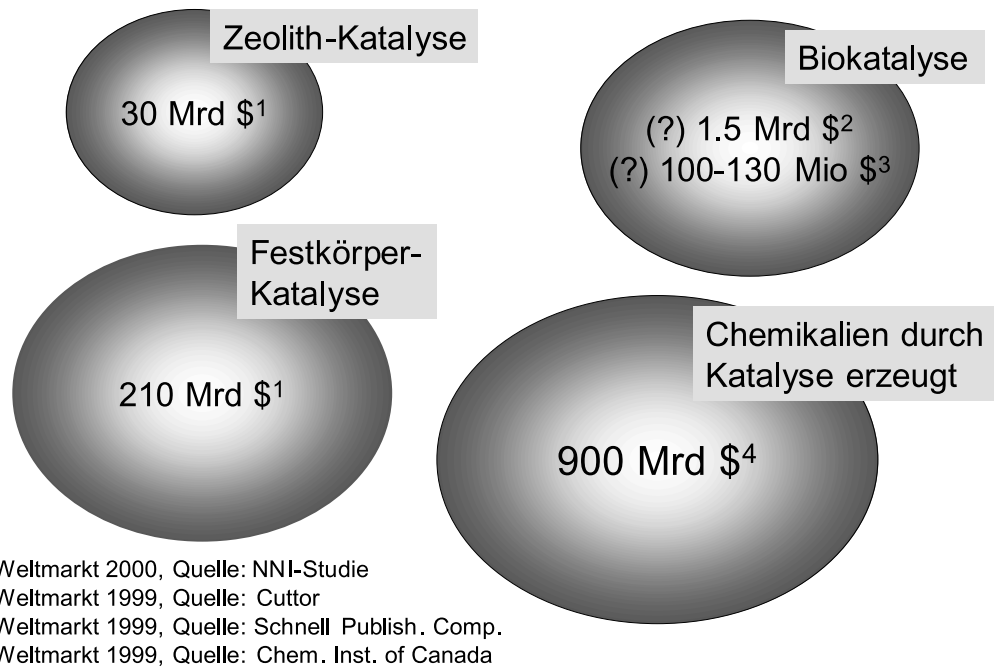 Zeolith-Katalyse
30 Mrd $¹
Biokatalyse
(?) 1.5 Mrd $²
(?) 100-130 Mio $³
Festkörper-
Katalyse
210 Mrd $¹
Chemikalien durch
Katalyse erzeugt
900 Mrd $⁴
Weltmarkt 2000, Quelle: NNI-Studie
Weltmarkt 1999, Quelle: Cuttor
Weltmarkt 1999, Quelle: Schnell Publish. Comp.
Weltmarkt 1999, Quelle: Chem. Inst. of Canada